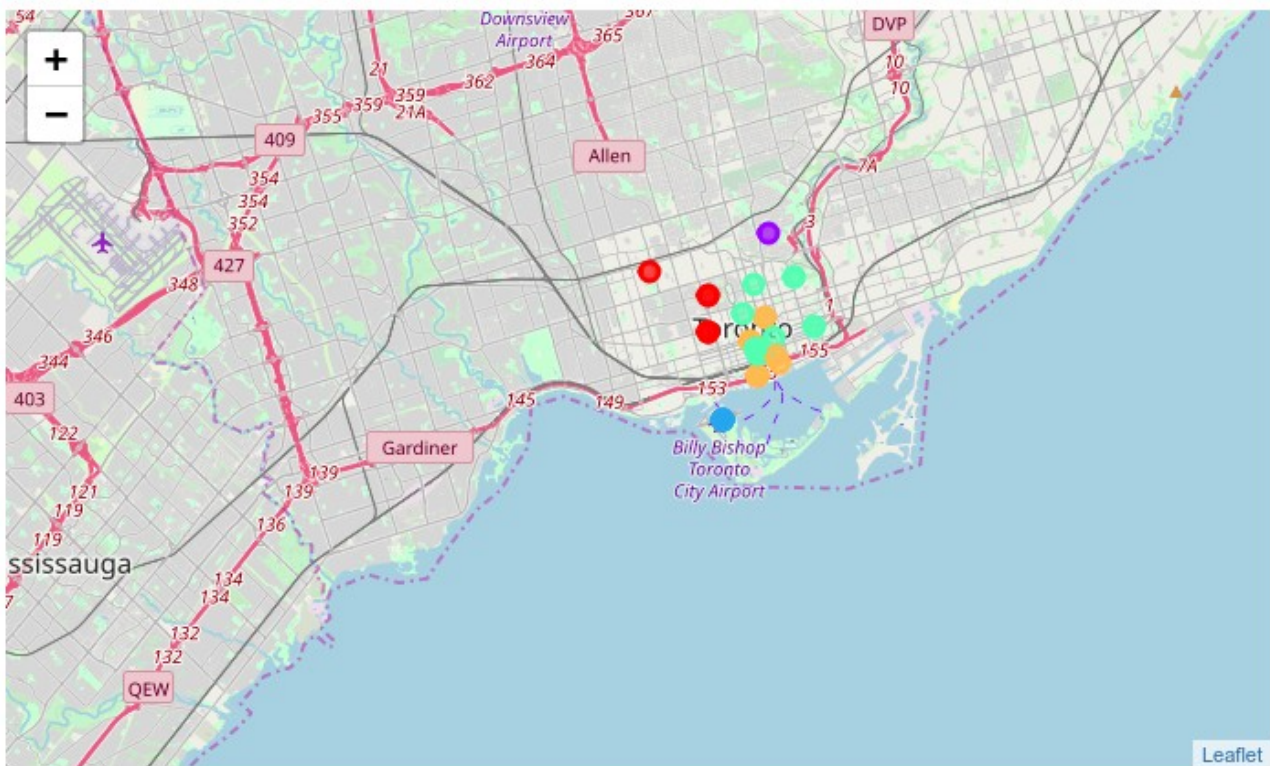 54
+
−
Downsview
Airport
367
365
DVP
21
364
362
10
10
359
359
21A
355
409
Allen
7A
354
354
352
3
427
348
1
346
Toronto
344
155
403
153
145
149
122
Gardiner
Billy Bishop
Toronto
City Airport
139
139
121
119
136
119
ssissauga
134
134
7
132
132
QEW
Leaflet